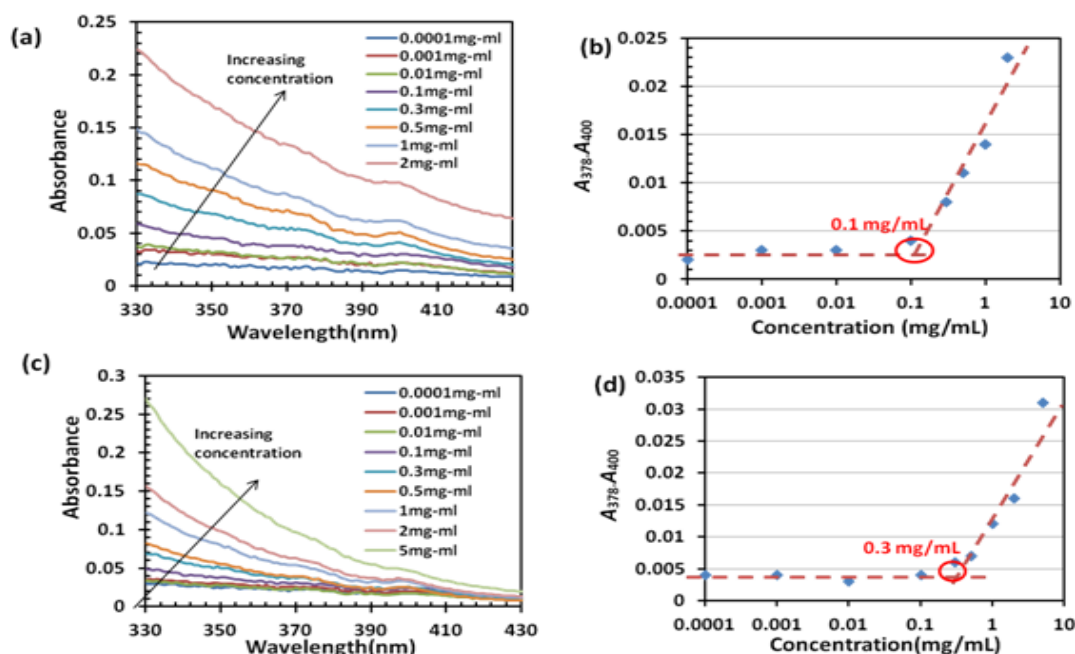 (a)
0.25
0.2
0.15
0.1
0.05
0
Absorbance
Increasing
concentration
0.0001mg-ml
0.001mg-ml
0.01mg-ml
0.1mg-ml
0.3mg-ml
0.5mg-ml
1mg-ml
2mg-ml
330 350 370 390 410 430
Wavelength(nm)
(b)
0.025
0.02
0.015
0.01
0.005
0
A378-A400
0.1 mg/mL
0.0001 0.001 0.01 0.1 1 10
Concentration (mg/mL)
(c)
0.3
0.25
0.2
0.15
0.1
0.05
0
Absorbance
Increasing
concentration
0.0001mg-ml
0.001mg-ml
0.01mg-ml
0.1mg-ml
0.3mg-ml
0.5mg-ml
1mg-ml
2mg-ml
5mg-ml
330 350 370 390 410 430
Wavelength(nm)
(d)
0.035
0.03
0.025
0.02
0.015
0.01
0.005
0
A378-A400
0.3 mg/mL
0.0001 0.001 0.01 0.1 1 10
Concentration(mg/mL)